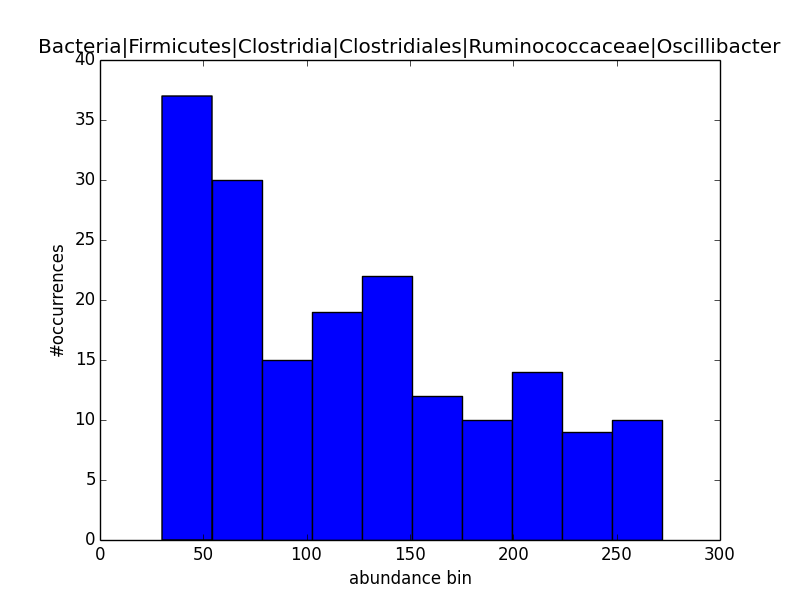 Bacteria|Firmicutes|Clostridia|Clostridiales|Ruminococcaceae|Oscillibacter
40
35
30
25
20
15
10
5
0
#occurrences
0 50 100 150 200 250 300
abundance bin